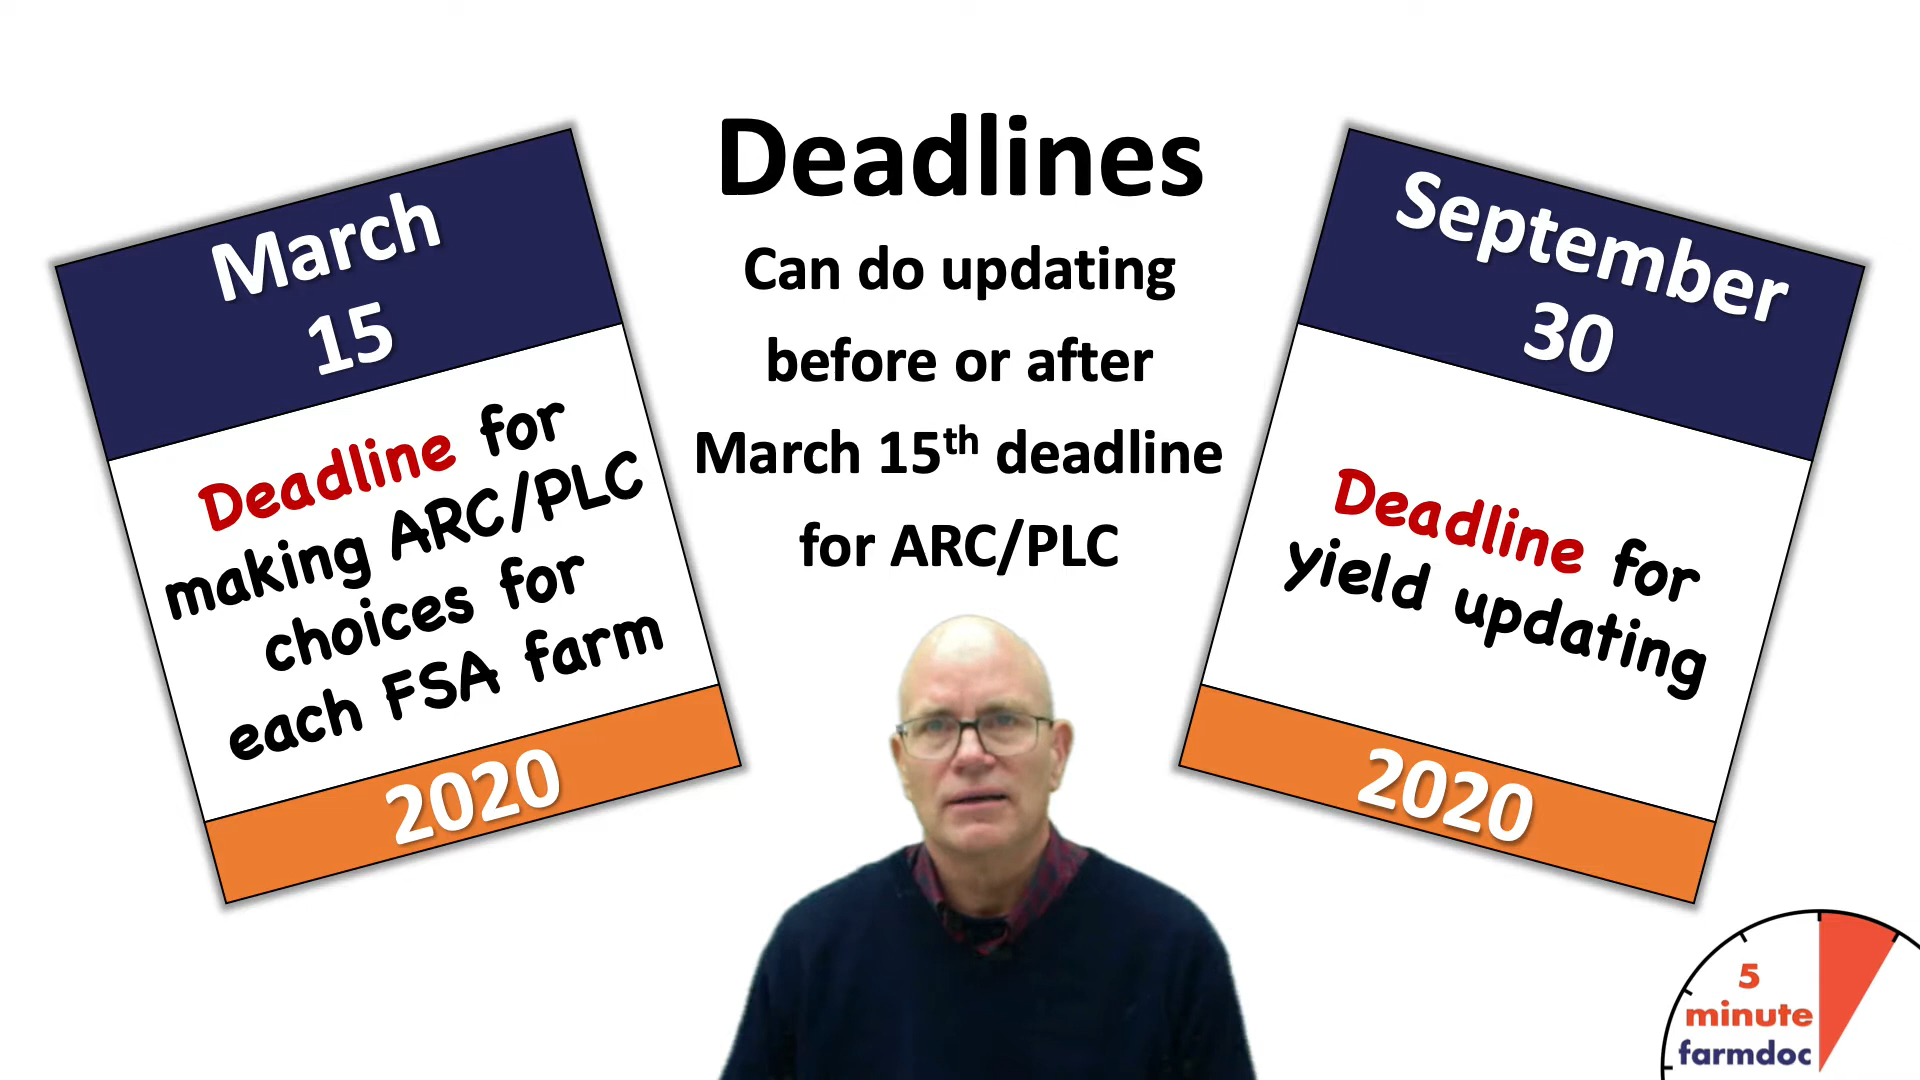 Deadlines
Can do updating
before or after
March 15th deadline
for ARC/PLC
March
15
Deadline for
making ARC/PLC
choices for
each FSA farm
2020
September
30
Deadline for
yield updating
2020
5
minute
farmdoc